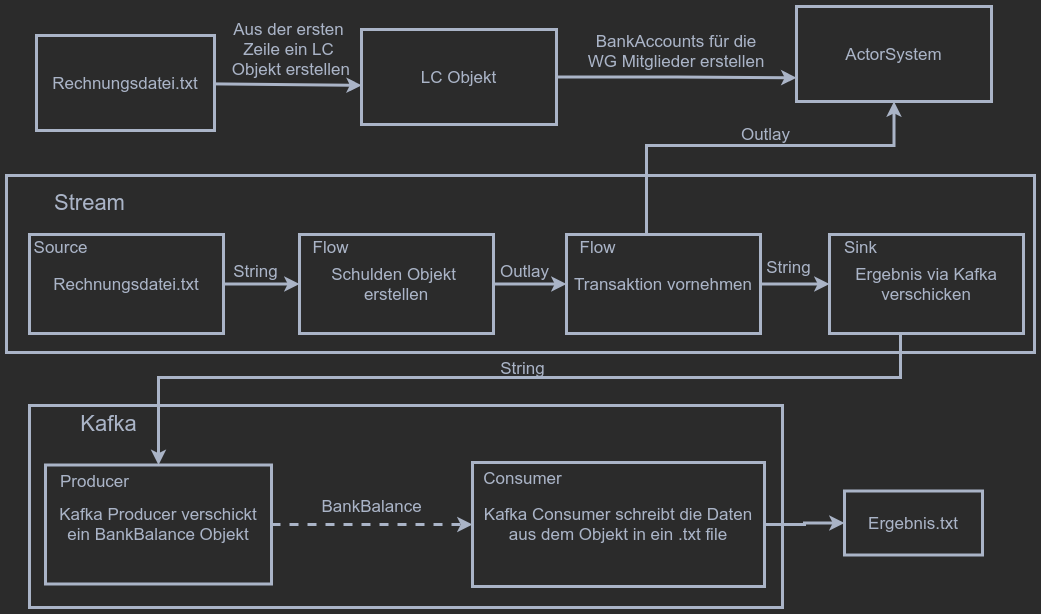 Rechnungsdatei.txt
Aus der ersten
Zeile ein LC
Objekt erstellen
LC Objekt
BankAccounts für die
WG Mitglieder erstellen
ActorSystem
Outlay
Stream
Source
Rechnungsdatei.txt
String
Flow
Schulden Objekt
erstellen
Outlay
Flow
Transaktion vornehmen
String
Sink
Ergebnis via Kafka
verschicken
String
Kafka
Producer
Kafka Producer verschickt
ein BankBalance Objekt
BankBalance
Consumer
Kafka Consumer schreibt die Daten
aus dem Objekt in ein .txt file
Ergebnis.txt